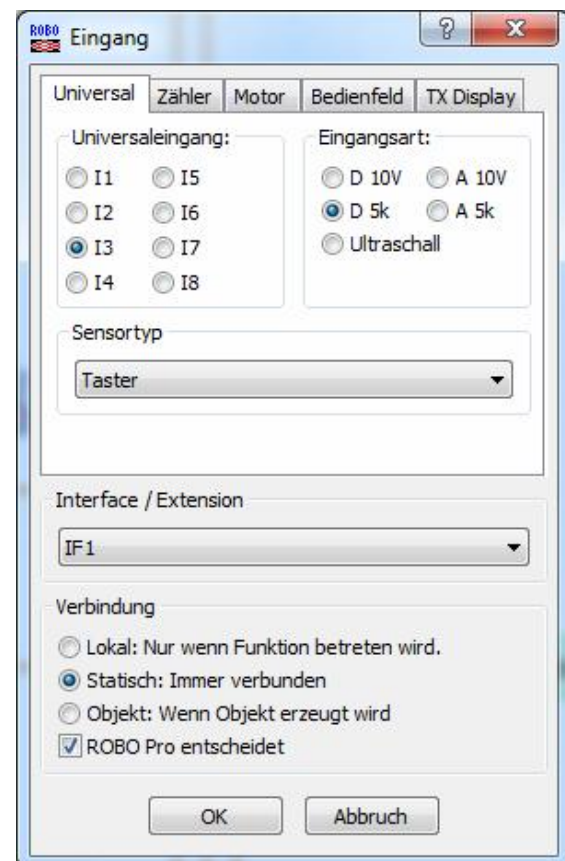 ROBO Eingang
Universal Zähler Motor Bedienfeld TX Display
Universaleingang: Eingangsart:
I1 I5 D 10V A 10V
I2 I6 D 5k A 5k
I3 I7 Ultraschall
I4 I8
Sensortyp
Taster
Interface / Extension
IF1
Verbindung
Lokal: Nur wenn Funktion betreten wird.
Statisch: Immer verbunden
Objekt: Wenn Objekt erzeugt wird
ROBO Pro entscheidet
OK Abbruch